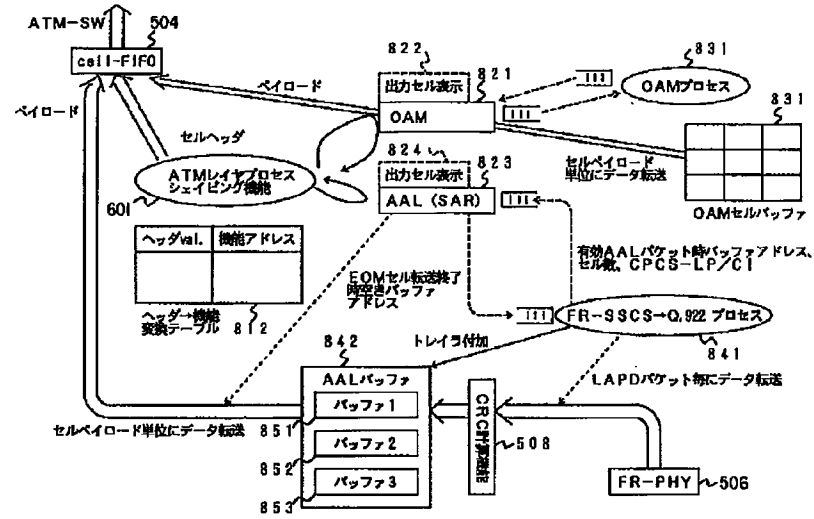 ATM-SW
504
cell-FIFO
ペイロード
ペイロード
セルヘッダ
822
出力セル表示
821
OAM
831
OAMプロセス
831
OAMセルバッファ
セルペイロード
単位にデータ転送
ATMレイヤプロセス
シェイピング機能
601
824
出力セル表示
823
AAL (SAR)
ヘッダval.
機能アドレス
ヘッダ→機能
変換テーブル
812
EOMセル転送終了
時空きバッファ
アドレス
有効AALパケット時バッファアドレス、
セル数、CPCS-LP/CI
FR-SSCS→Q.922 プロセス
841
842
トレイラ付加
AALバッファ
バッファ1
バッファ2
バッファ3
851
852
853
セルペイロード単位にデータ転送
LAPDパケット毎にデータ転送
508
FR-PHY
506